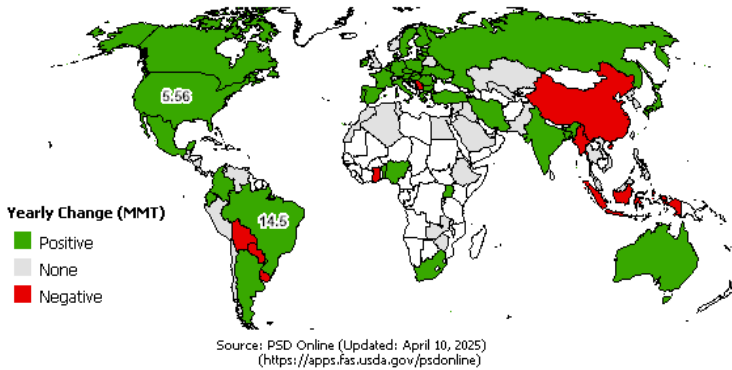 5.56
14.5
Yearly Change (MMT)
Positive
None
Negative
Source: PSD Online (Updated: April 10, 2025)
(https://apps.fas.usda.gov/psdonline)